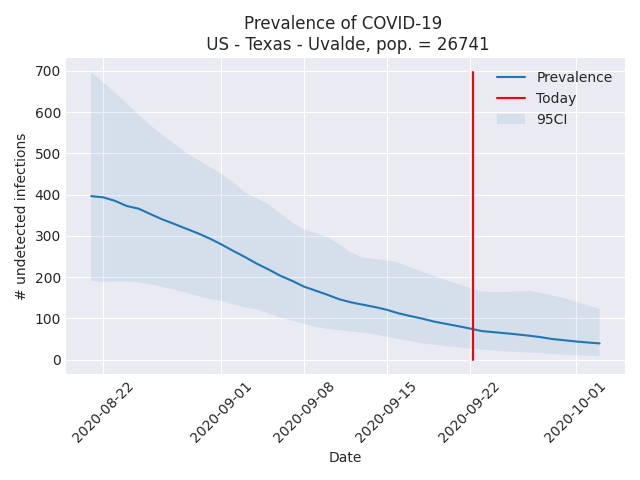 Prevalence of COVID-19
US - Texas - Uvalde, pop. = 26741
Prevalence
Today
95CI
# undetected infections
700
600
500
400
300
200
100
0
2020-08-22
2020-09-01
2020-09-08
2020-09-15
2020-09-22
2020-10-01
Date